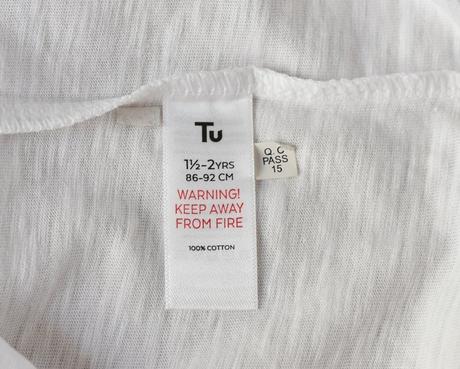 Tu
1½-2YRS
86-92 CM
WARNING!
KEEP AWAY
FROM FIRE
100% COTTON
Q.C
PASS
15